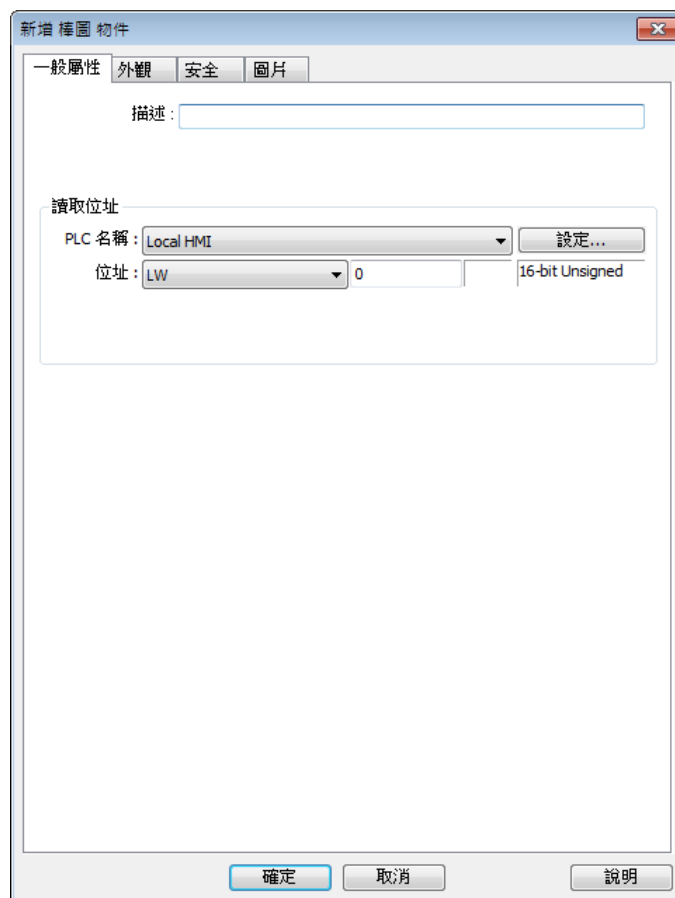 新增 棒圖 物件
一般屬性 外觀 安全 圖片
描述 :
讀取位址
PLC 名稱 : Local HMI 設定...
位址 : LW 0 16-bit Unsigned
確定 取消 說明